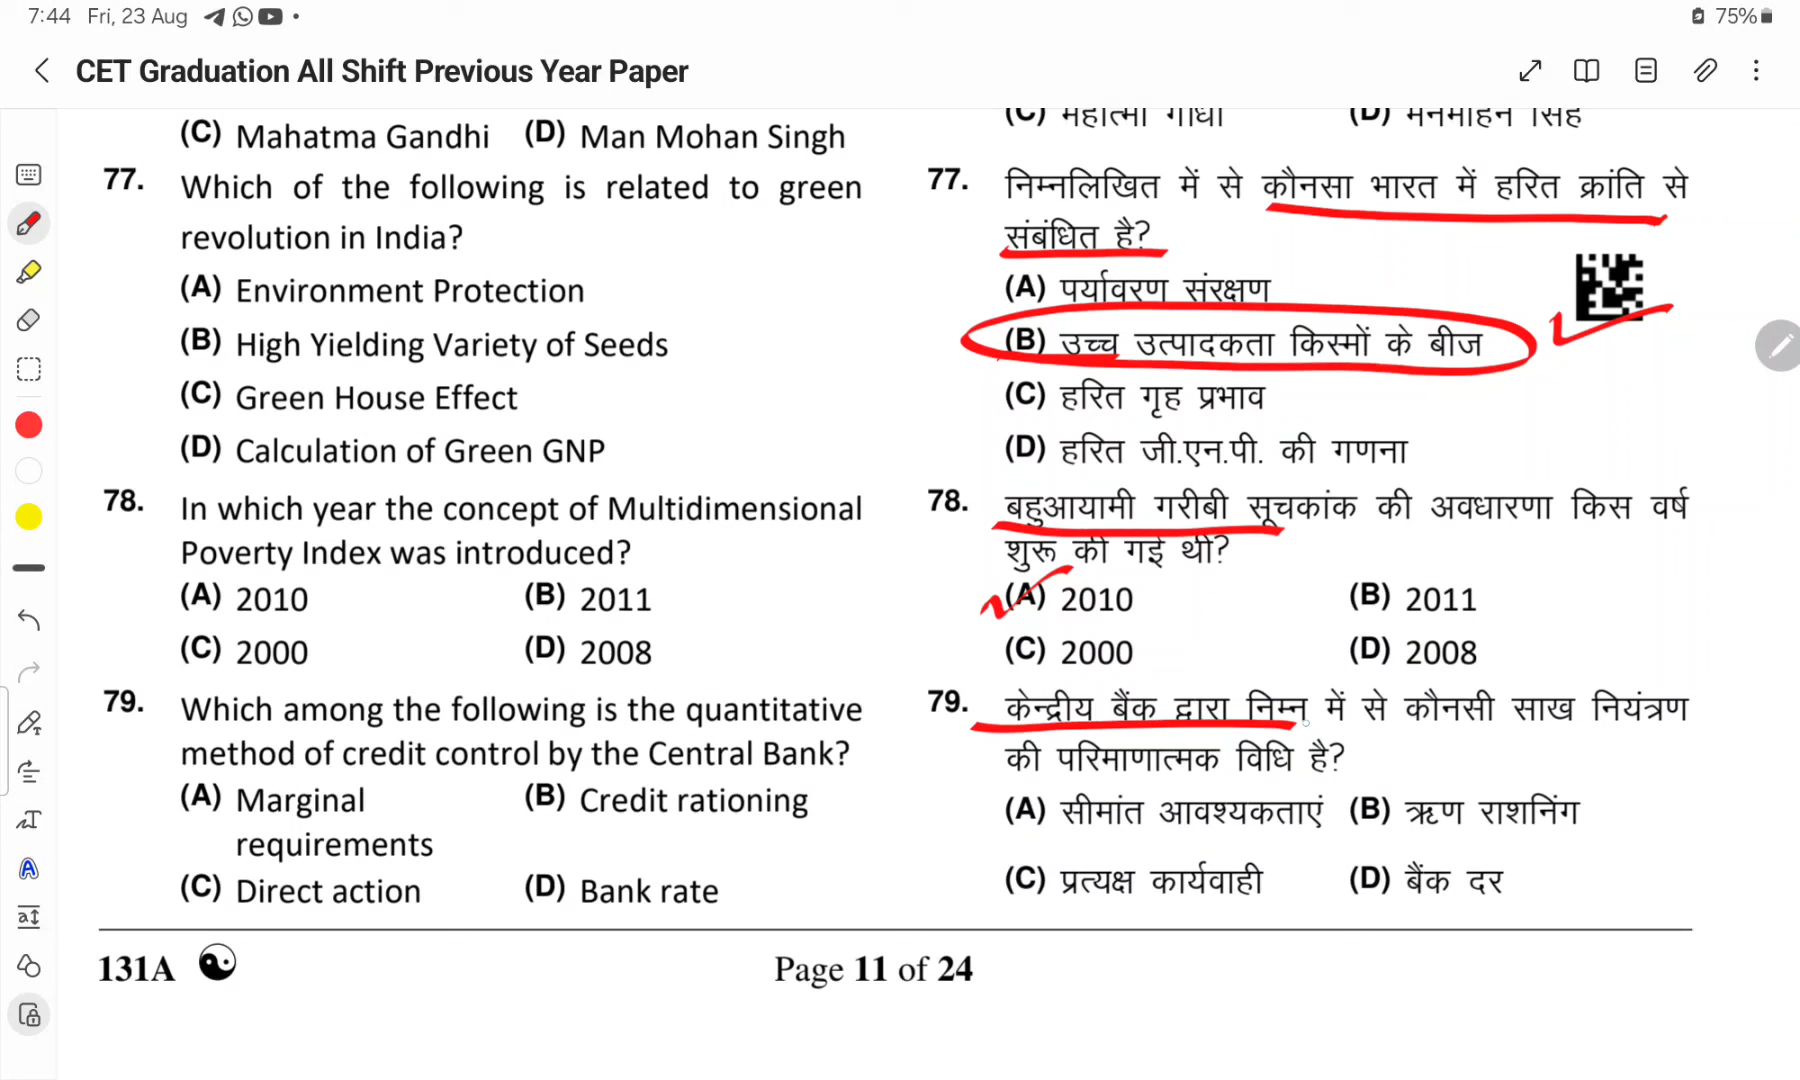 7:44 Fri, 23 Aug
75%
CET Graduation All Shift Previous Year Paper
(C) Mahatma Gandhi (D) Man Mohan Singh
77. Which of the following is related to green
revolution in India?
(A) Environment Protection
(B) High Yielding Variety of Seeds
(C) Green House Effect
(D) Calculation of Green GNP
78. In which year the concept of Multidimensional
Poverty Index was introduced?
(A) 2010 (B) 2011
(C) 2000 (D) 2008
79. Which among the following is the quantitative
method of credit control by the Central Bank?
(A) Marginal requirements (B) Credit rationing
(C) Direct action (D) Bank rate
(C) महात्मा गांधी (D) मनमोहन सिंह
77. निम्नलिखित में से कौनसा भारत में हरित क्रांति से
संबंधित है?
(A) पर्यावरण संरक्षण
(B) उच्च उत्पादकता किस्मों के बीज
(C) हरित गृह प्रभाव
(D) हरित जी.एन.पी. की गणना
78. बहुआयामी गरीबी सूचकांक की अवधारणा किस वर्ष
शुरू की गई थी?
(A) 2010 (B) 2011
(C) 2000 (D) 2008
79. केन्द्रीय बैंक द्वारा निम्न में से कौनसी साख नियंत्रण
की परिमाणात्मक विधि है?
(A) सीमांत आवश्यकताएं (B) ऋण राशनिंग
(C) प्रत्यक्ष कार्यवाही (D) बैंक दर
131A
Page 11 of 24